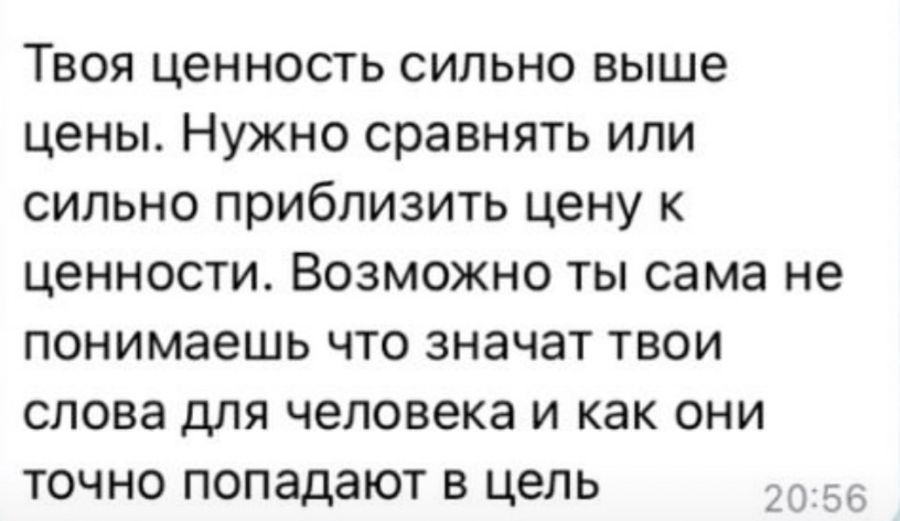 Твоя ценность сильно выше
цены. Нужно сравнять или
сильно приблизить цену к
ценности. Возможно ты сама не
понимаешь что значат твои
слова для человека и как они
точно попадают в цель
20:56